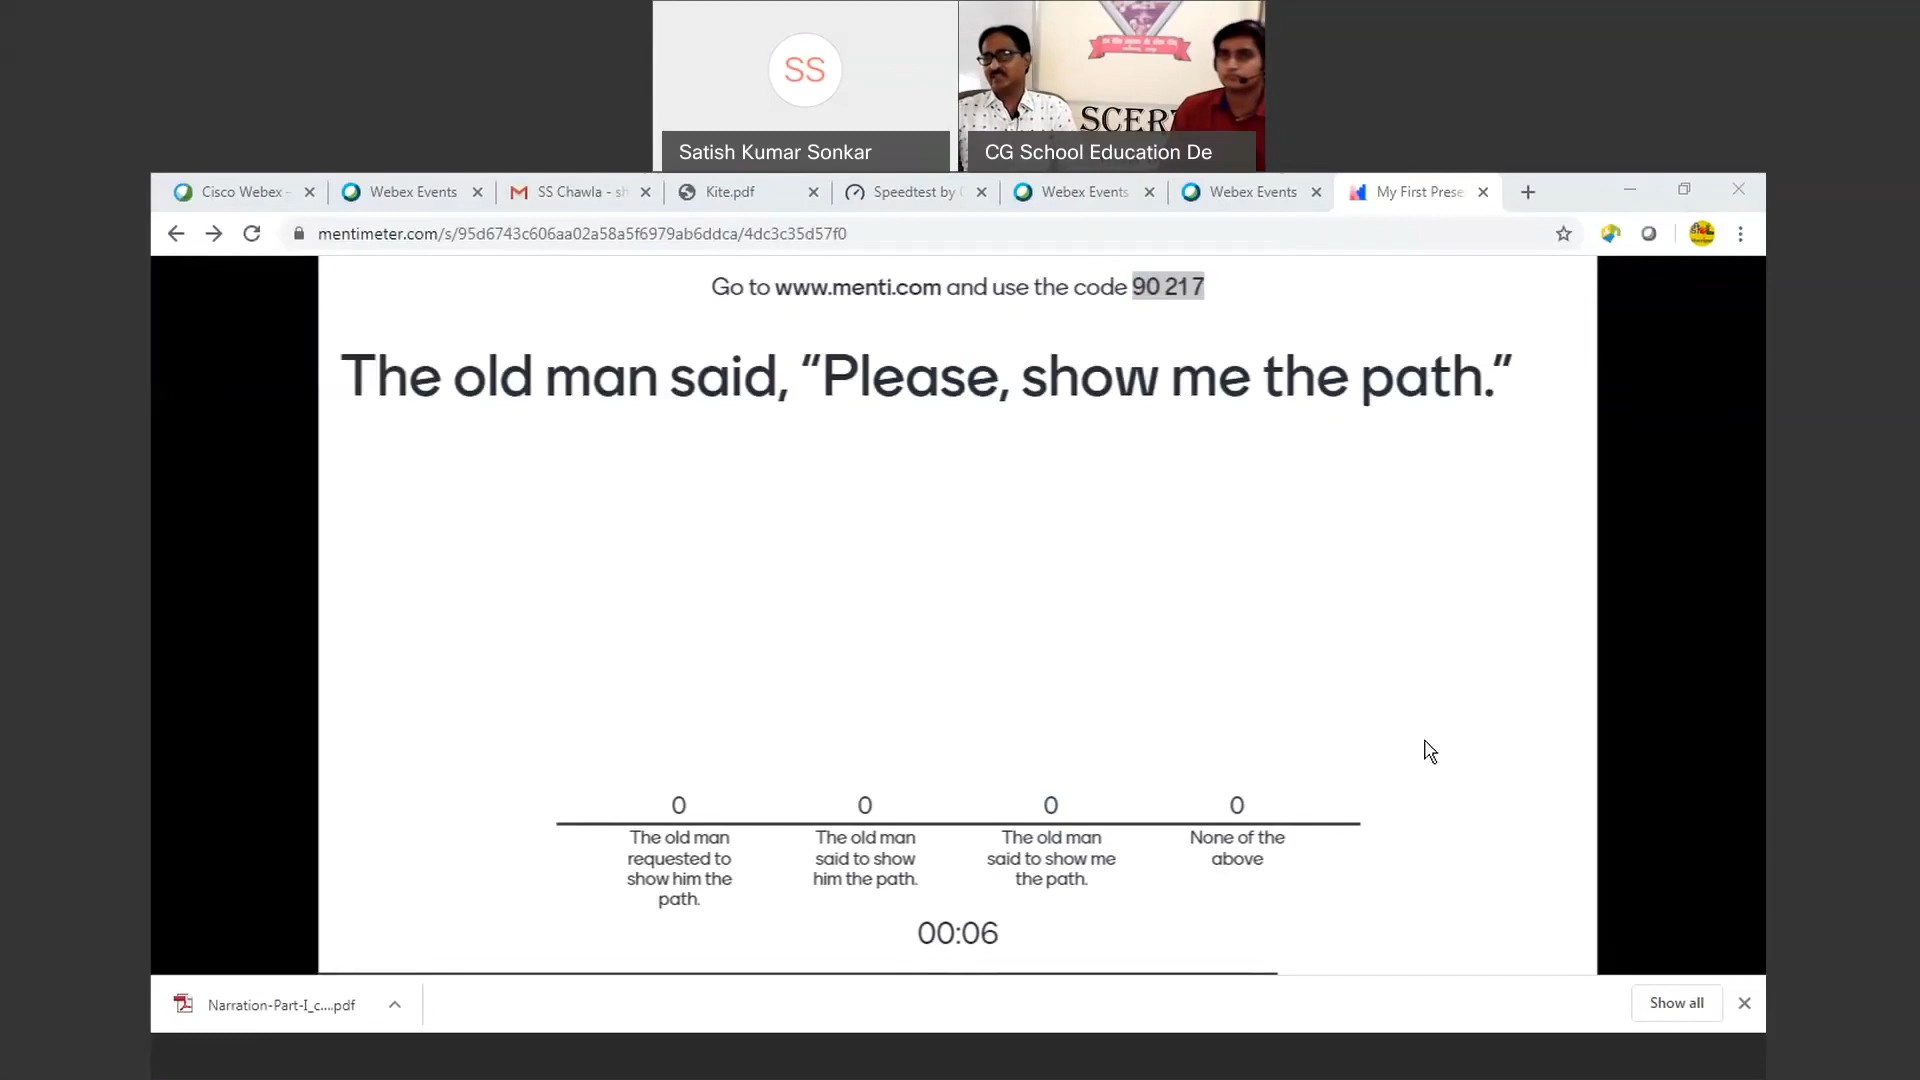 SS
Satish Kumar Sonkar
SCERT
CG School Education De
Cisco Webex -
Webex Events
SS Chawla - sh
Kite.pdf
Speedtest by
Webex Events
Webex Events
My First Prese
mentimeter.com/s/95d6743c606aa02a58a5f6979ab6ddca/4dc3c35d57f0
Go to www.menti.com and use the code 90 217
The old man said, “Please, show me the path.”
0 0 0 0
The old man
requested to
show him the
path.
The old man
said to show
him the path.
The old man
said to show me
the path.
None of the
above
00:06
Narration-Part-I_c....pdf
Show all